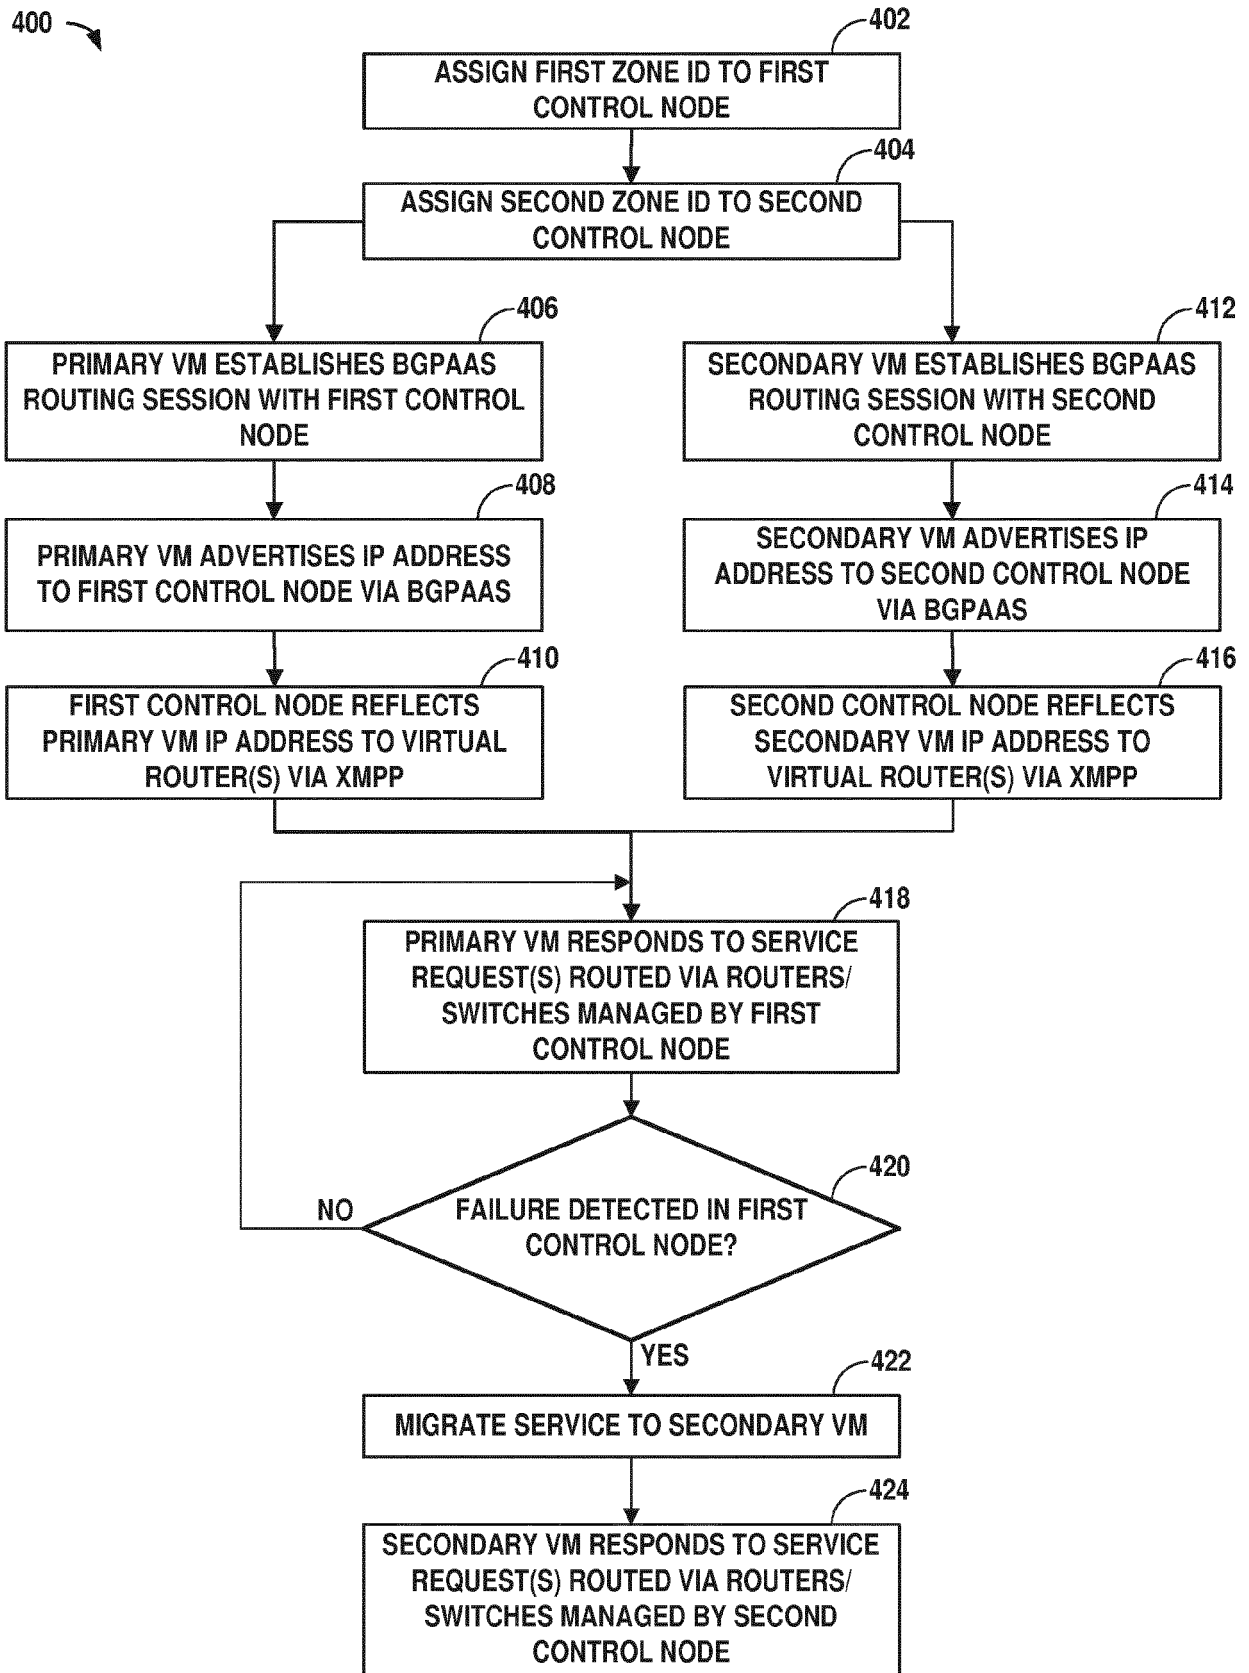 400
402
ASSIGN FIRST ZONE ID TO FIRST
CONTROL NODE
404
ASSIGN SECOND ZONE ID TO SECOND
CONTROL NODE
406
PRIMARY VM ESTABLISHES BGPAAS
ROUTING SESSION WITH FIRST CONTROL
NODE
408
PRIMARY VM ADVERTISES IP ADDRESS
TO FIRST CONTROL NODE VIA BGPAAS
410
FIRST CONTROL NODE REFLECTS
PRIMARY VM IP ADDRESS TO VIRTUAL
ROUTER(S) VIA XMPP
412
SECONDARY VM ESTABLISHES BGPAAS
ROUTING SESSION WITH SECOND
CONTROL NODE
414
SECONDARY VM ADVERTISES IP
ADDRESS TO SECOND CONTROL NODE
VIA BGPAAS
416
SECOND CONTROL NODE REFLECTS
SECONDARY VM IP ADDRESS TO
VIRTUAL ROUTER(S) VIA XMPP
418
PRIMARY VM RESPONDS TO SERVICE
REQUEST(S) ROUTED VIA ROUTERS/
SWITCHES MANAGED BY FIRST
CONTROL NODE
420
FAILURE DETECTED IN FIRST
CONTROL NODE?
NO
YES
422
MIGRATE SERVICE TO SECONDARY VM
424
SECONDARY VM RESPONDS TO SERVICE
REQUEST(S) ROUTED VIA ROUTERS/
SWITCHES MANAGED BY SECOND
CONTROL NODE